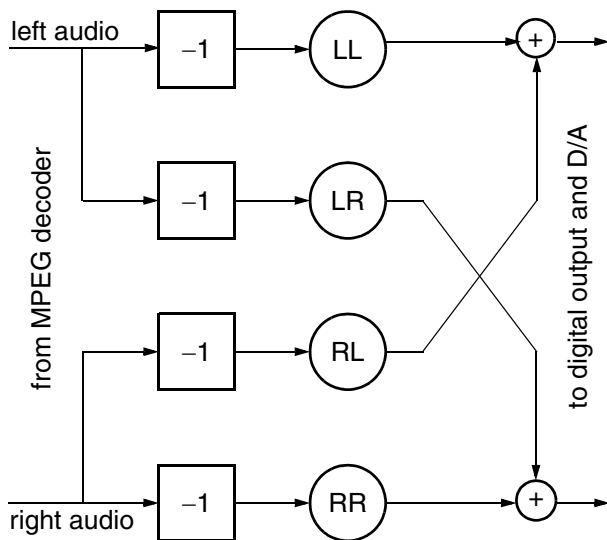 left audio
−1
LL
+
−1
LR
from MPEG decoder
to digital output and D/A
−1
RL
−1
RR
+
right audio